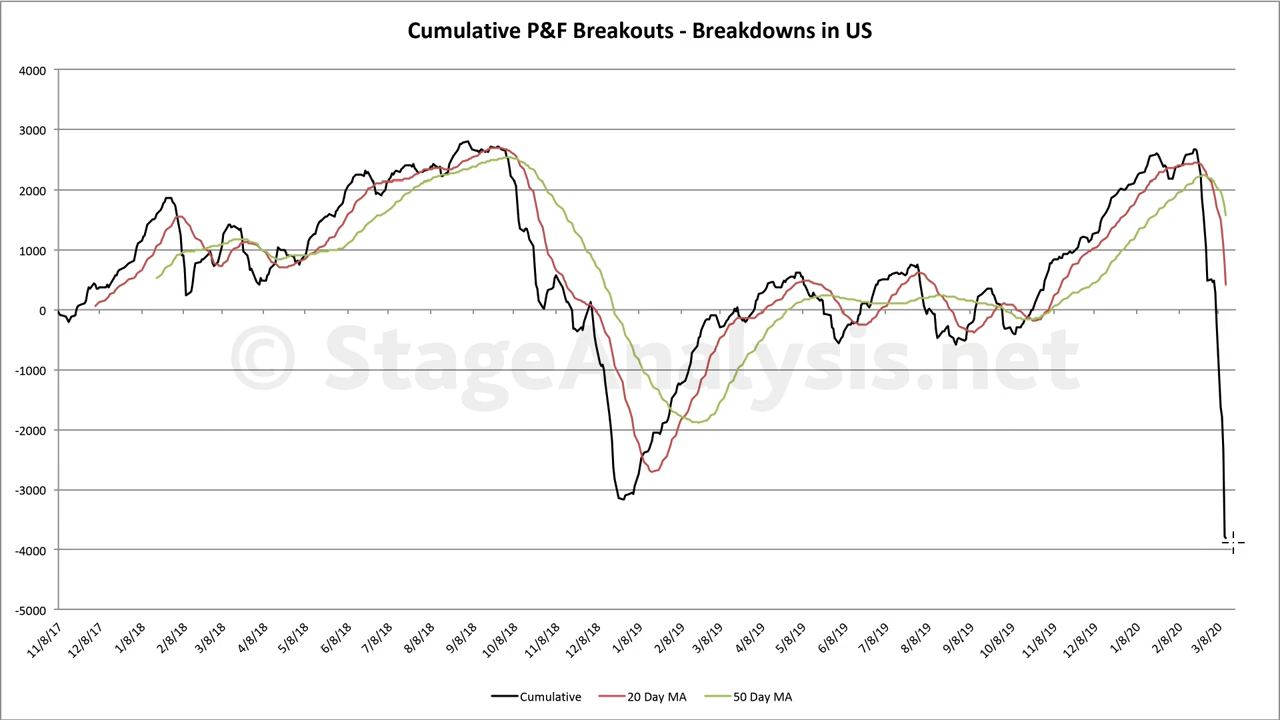 Cumulative P&F Breakouts - Breakdowns in US
4000
3000
2000
1000
0
-1000
-2000
-3000
-4000
-5000
© StageAnalysis.net
11/8/17 12/8/17 1/8/18 2/8/18 3/8/18 4/8/18 5/8/18 6/8/18 7/8/18 8/8/18 9/8/18 10/8/18 11/8/18 12/8/18 1/8/19 2/8/19 3/8/19 4/8/19 5/8/19 6/8/19 7/8/19 8/8/19 9/8/19 10/8/19 11/8/19 12/8/19 1/8/20 2/8/20 3/8/20
Cumulative 20 Day MA 50 Day MA